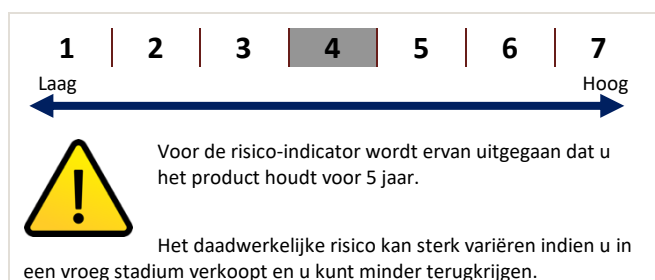 1 2 3 4 5 6 7
Laag Hoog
Voor de risico-indicator wordt ervan uitgegaan dat u
het product houdt voor 5 jaar.
Het daadwerkelijke risico kan sterk variëren indien u in
een vroeg stadium verkoopt en u kunt minder terugkrijgen.